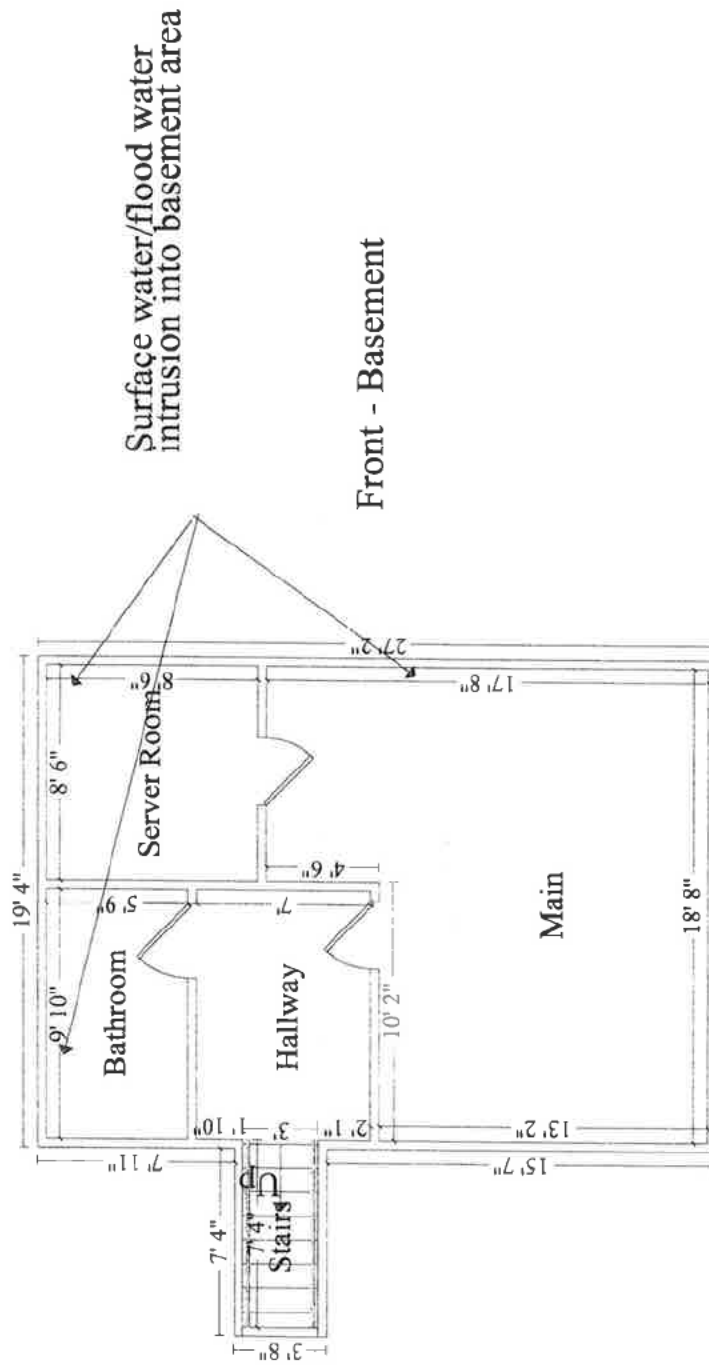 Surface water/flood water
intrusion into basement area
Front - Basement
19' 4"
27' 2"
8' 6"
8' 6"
Server Room
17' 8"
4' 6"
9' 10"
5' 9"
Bathroom
7'
Hallway
10' 2"
Main
18' 8"
1' 10"
3'
2' 1"
13' 2"
7' 11"
15' 7"
7' 4"
7' 4"
Up
Stairs
3' 8"